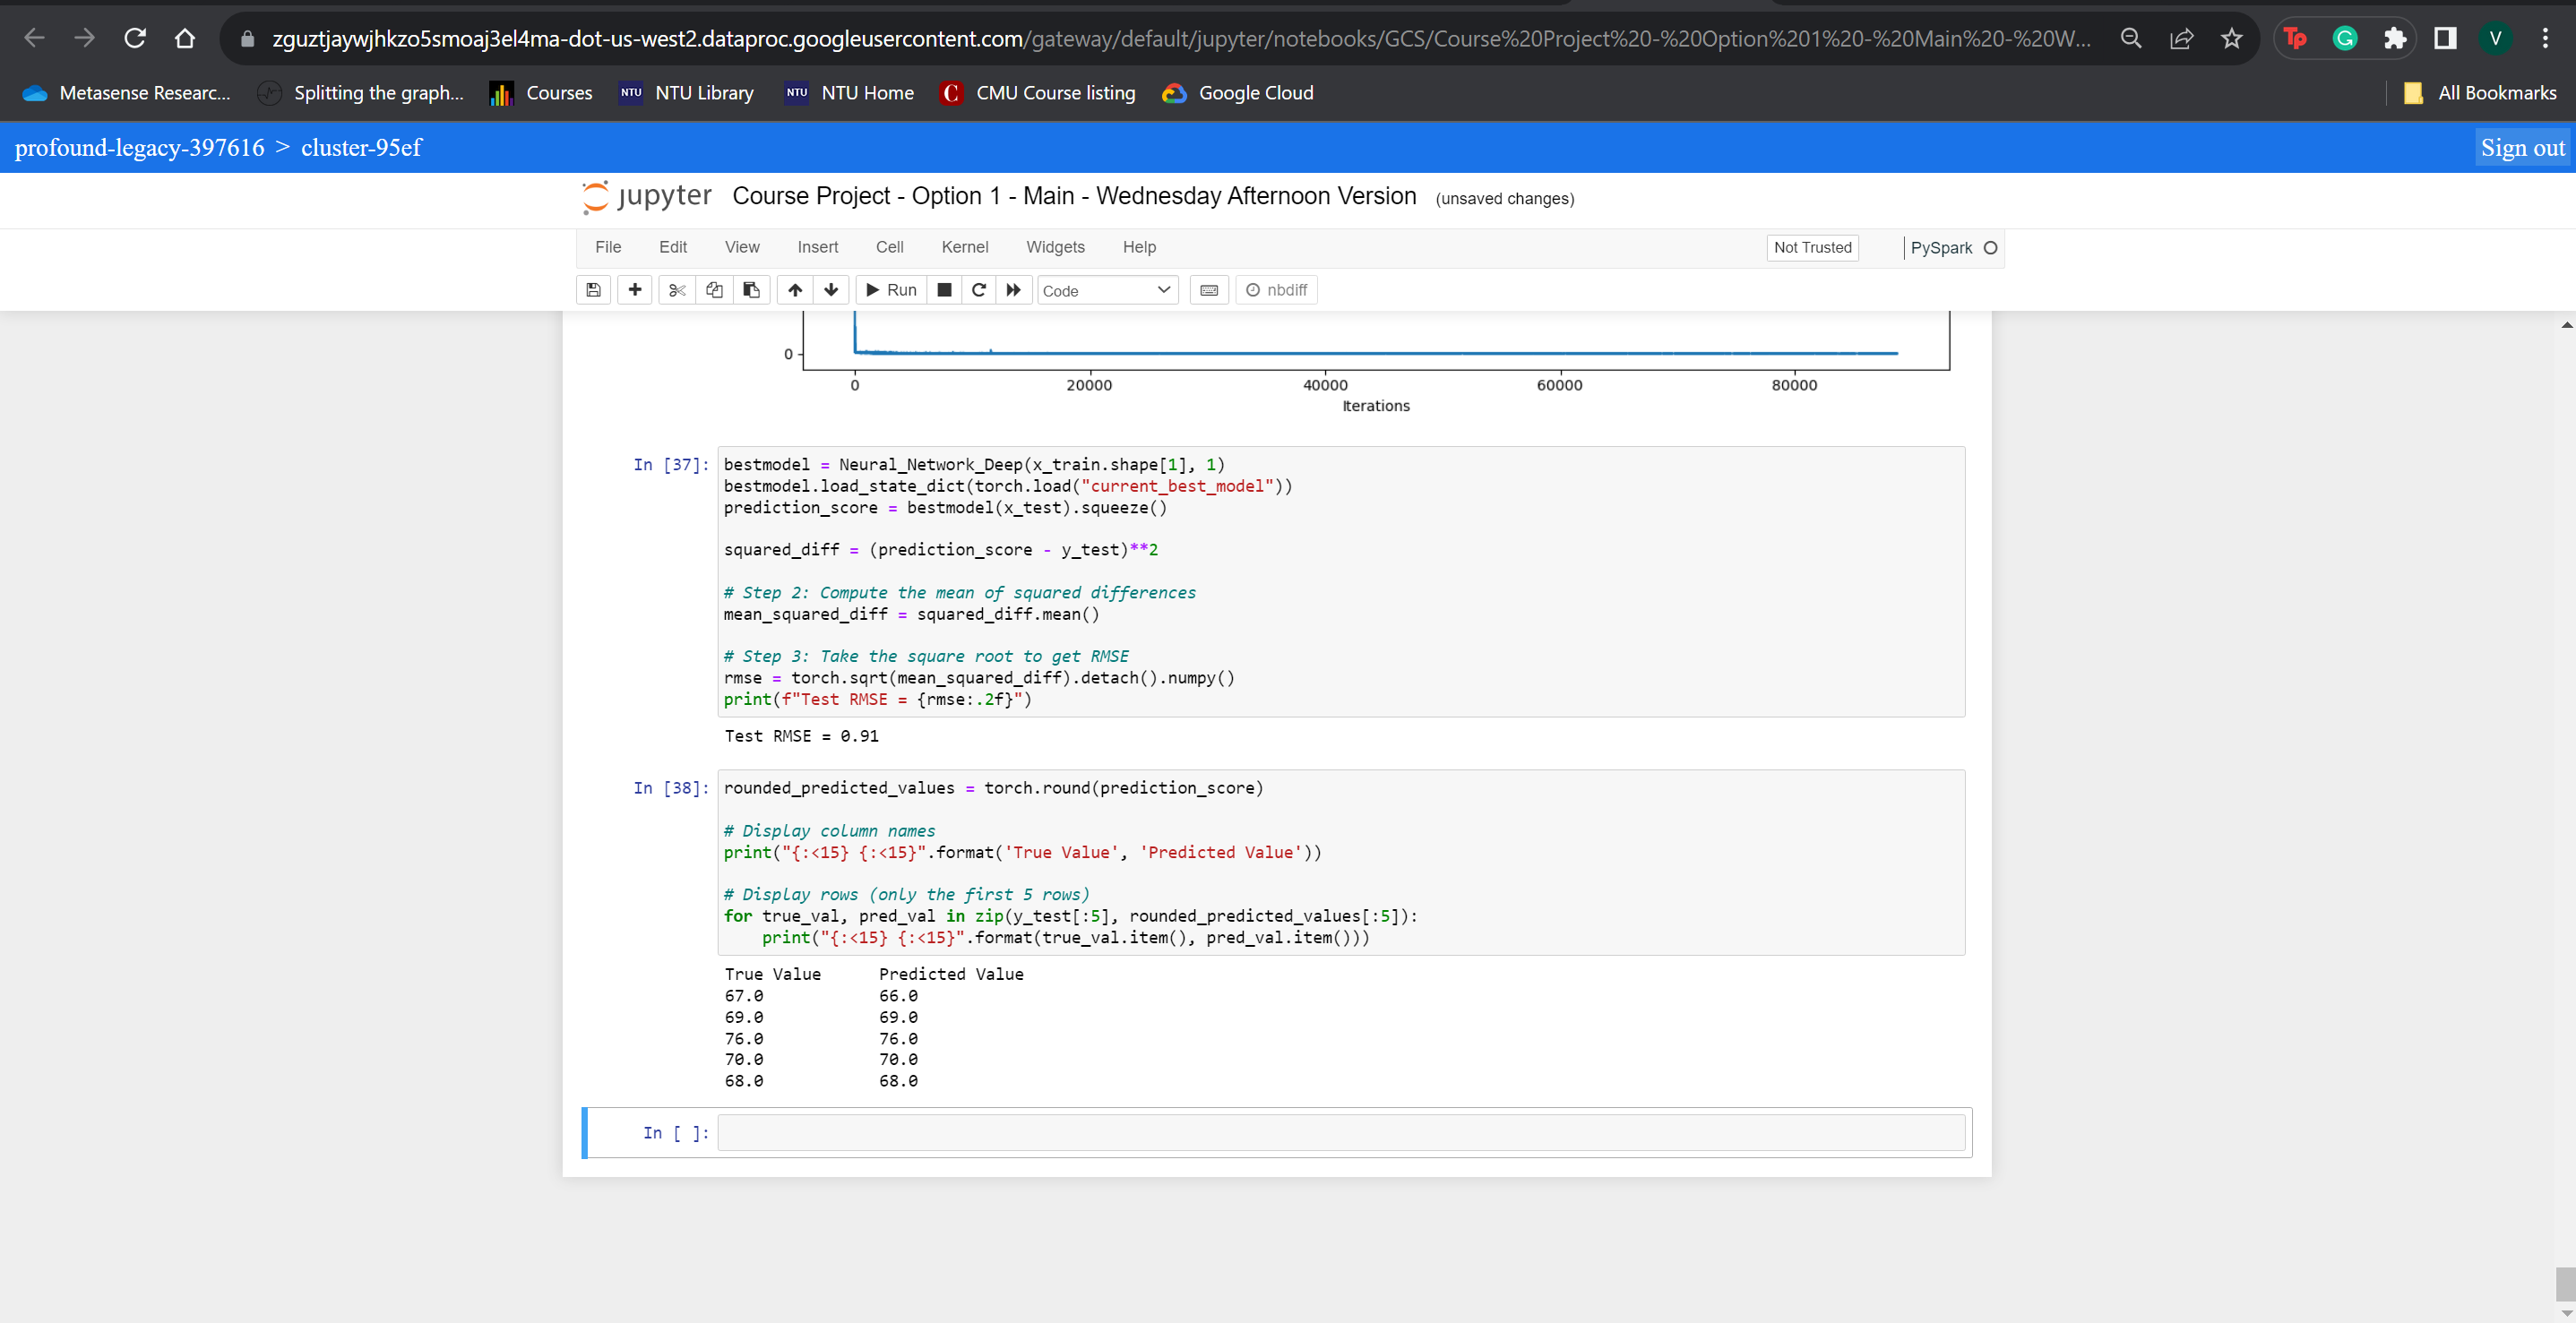 zguztjaywjhkzo5smoaj3el4ma-dot-us-west2.dataproc.googleusercontent.com/gateway/default/jupyter/notebooks/GCS/Course%20Project%20-%20Option%201%20-%20Main%20-%20W...
Tp G V
Metasense Researc... Splitting the graph... Courses NTU NTU Library NTU NTU Home C CMU Course listing Google Cloud All Bookmarks
profound-legacy-397616 > cluster-95ef Sign out
jupyter Course Project - Option 1 - Main - Wednesday Afternoon Version (unsaved changes)
File Edit View Insert Cell Kernel Widgets Help Not Trusted PySpark
Run Code nbdiff
0
0 20000 40000 60000 80000
Iterations
In [37]: bestmodel = Neural_Network_Deep(x_train.shape[1], 1)
bestmodel.load_state_dict(torch.load("current_best_model"))
prediction_score = bestmodel(x_test).squeeze()
squared_diff = (prediction_score - y_test)**2
# Step 2: Compute the mean of squared differences
mean_squared_diff = squared_diff.mean()
# Step 3: Take the square root to get RMSE
rmse = torch.sqrt(mean_squared_diff).detach().numpy()
print(f"Test RMSE = {rmse:.2f}")
Test RMSE = 0.91
In [38]: rounded_predicted_values = torch.round(prediction_score)
# Display column names
print("{:<15} {:<15}".format('True Value', 'Predicted Value'))
# Display rows (only the first 5 rows)
for true_val, pred_val in zip(y_test[:5], rounded_predicted_values[:5]):
    print("{:<15} {:<15}".format(true_val.item(), pred_val.item()))
True Value Predicted Value
67.0 66.0
69.0 69.0
76.0 76.0
70.0 70.0
68.0 68.0
In [ ]: